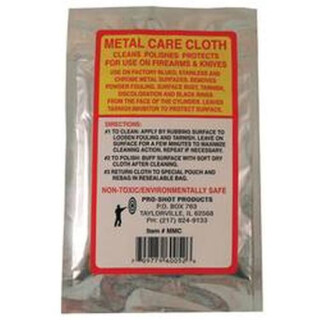 METAL CARE CLOTH
CLEANS POLISHES PROTECTS
FOR USE ON FIREARMS & KNIVES
USE ON FACTORY BLUED, STAINLESS AND
CHROME METAL SURFACES. REMOVES
POWDER FOULING, SURFACE RUST, TARNISH,
DISCOLORATION AND BLACK RINGS
FROM THE FACE OF THE CYLINDER. LEAVES
TARNISH INHIBITOR TO PROTECT SURFACE.
DIRECTIONS:
#1 TO CLEAN: APPLY BY RUBBING SURFACE TO
LOOSEN FOULING AND TARNISH. LEAVE ON
SURFACE FOR A FEW MINUTES TO MAXIMIZE
CLEANING ACTION. REPEAT IF NECESSARY.
#2 TO POLISH: BUFF SURFACE WITH SOFT DRY
CLOTH AFTER CLEANING.
#3 RETURN CLOTH TO SPECIAL POUCH AND
REBAG IN RESEALABLE BAG.
NON-TOXIC/ENVIRONMENTALLY SAFE
PRO-SHOT PRODUCTS
P.O. BOX 763
TAYLORVILLE, IL 62568
PH: (217) 824-9133
Item # MMC